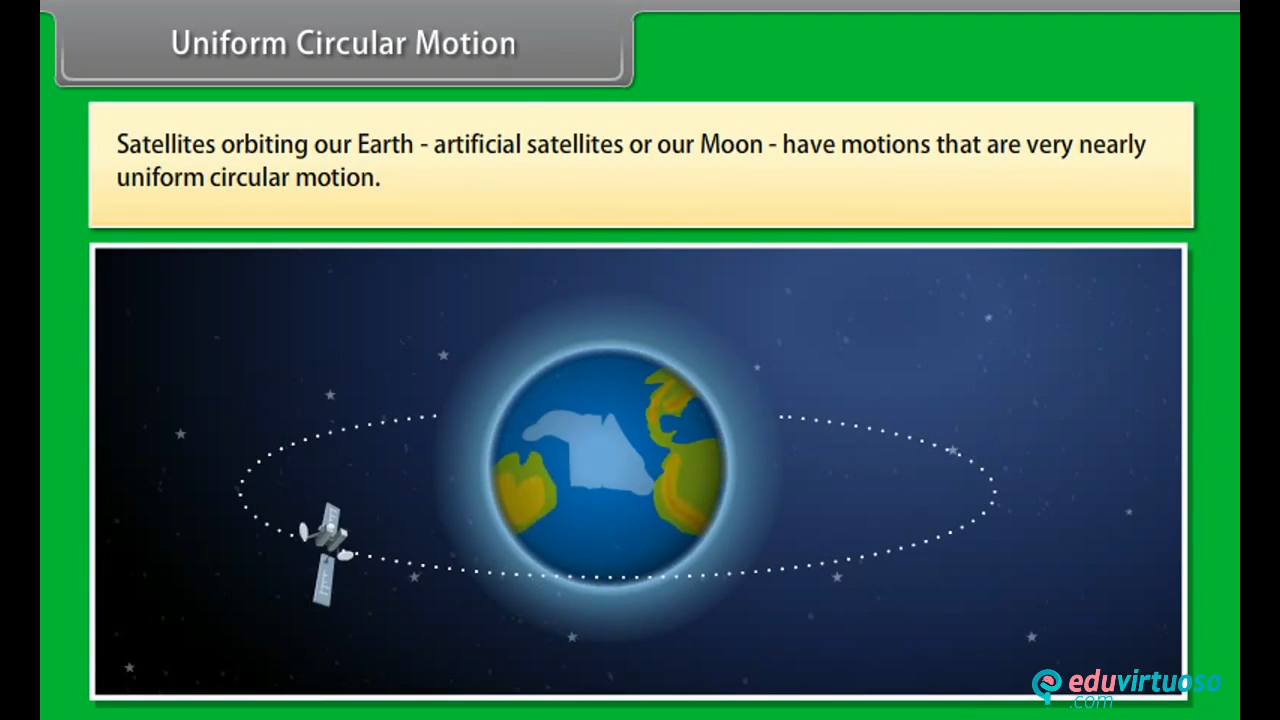 Uniform Circular Motion
Satellites orbiting our Earth - artificial satellites or our Moon - have motions that are very nearly
uniform circular motion.
eduvirtuoso
.com